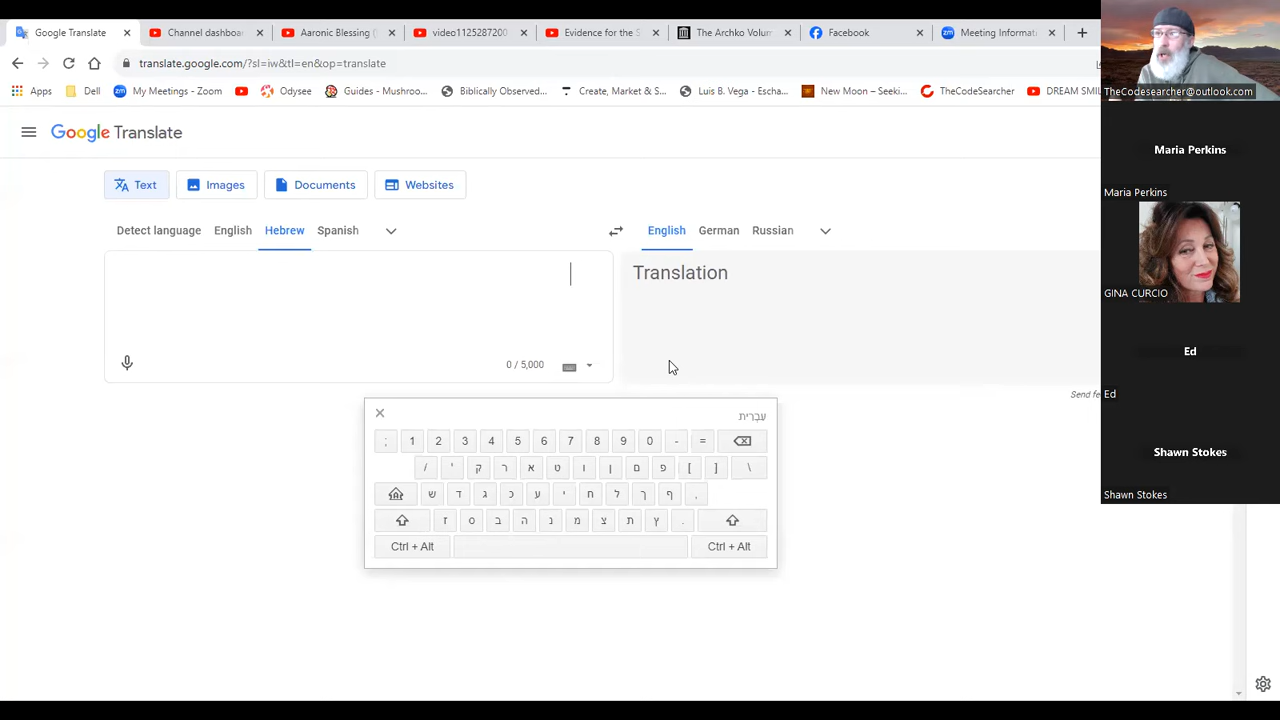 Google Translate
Channel dashboa
Aaronic Blessing (
video1125287200
Evidence for the S
The Archko Volum
Facebook
Meeting Informat
translate.google.com/?sl=iw&tl=en&op=translate
Apps
Dell
My Meetings - Zoom
Odysee
Guides - Mushroo...
Biblically Observed...
Create, Market & S...
Luis B. Vega - Escha...
New Moon – Seeki...
TheCodeSearcher
DREAM SMIL
Google Translate
Text
Images
Documents
Websites
Detect language
English
Hebrew
Spanish
English
German
Russian
Translation
0 / 5,000
Send fe
עברית
; 1 2 3 4 5 6 7 8 9 0 - =
/ ' ק ר א ט ו ן ם פ [ ] \
ש ד ג כ ע י ח ל ך ף ,
ז ס ב ה נ מ צ ת ץ .
Ctrl + Alt
Ctrl + Alt
TheCodesearcher@outlook.com
Maria Perkins
Maria Perkins
GINA CURCIO
Ed
Ed
Shawn Stokes
Shawn Stokes